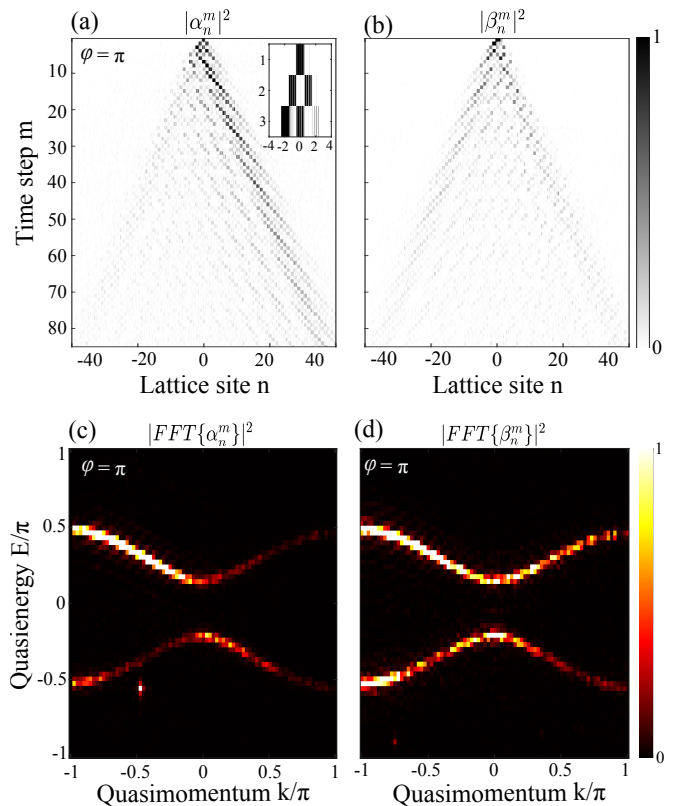 (a) |α_n^m|^2
(b) |β_n^m|^2
φ = π
10
20
30
40
50
60
70
80
Time step m
1
2
3
-4 -2 0 2 4
-40 -20 0 20 40
Lattice site n
-40 -20 0 20 40
Lattice site n
1
0
(c) |FFT{α_n^m}|^2
(d) |FFT{β_n^m}|^2
φ = π
φ = π
1
0.5
0
-0.5
-1
Quasienergy E/π
-1 -0.5 0 0.5 1
Quasimomentum k/π
-1 -0.5 0 0.5 1
Quasimomentum k/π
1
0